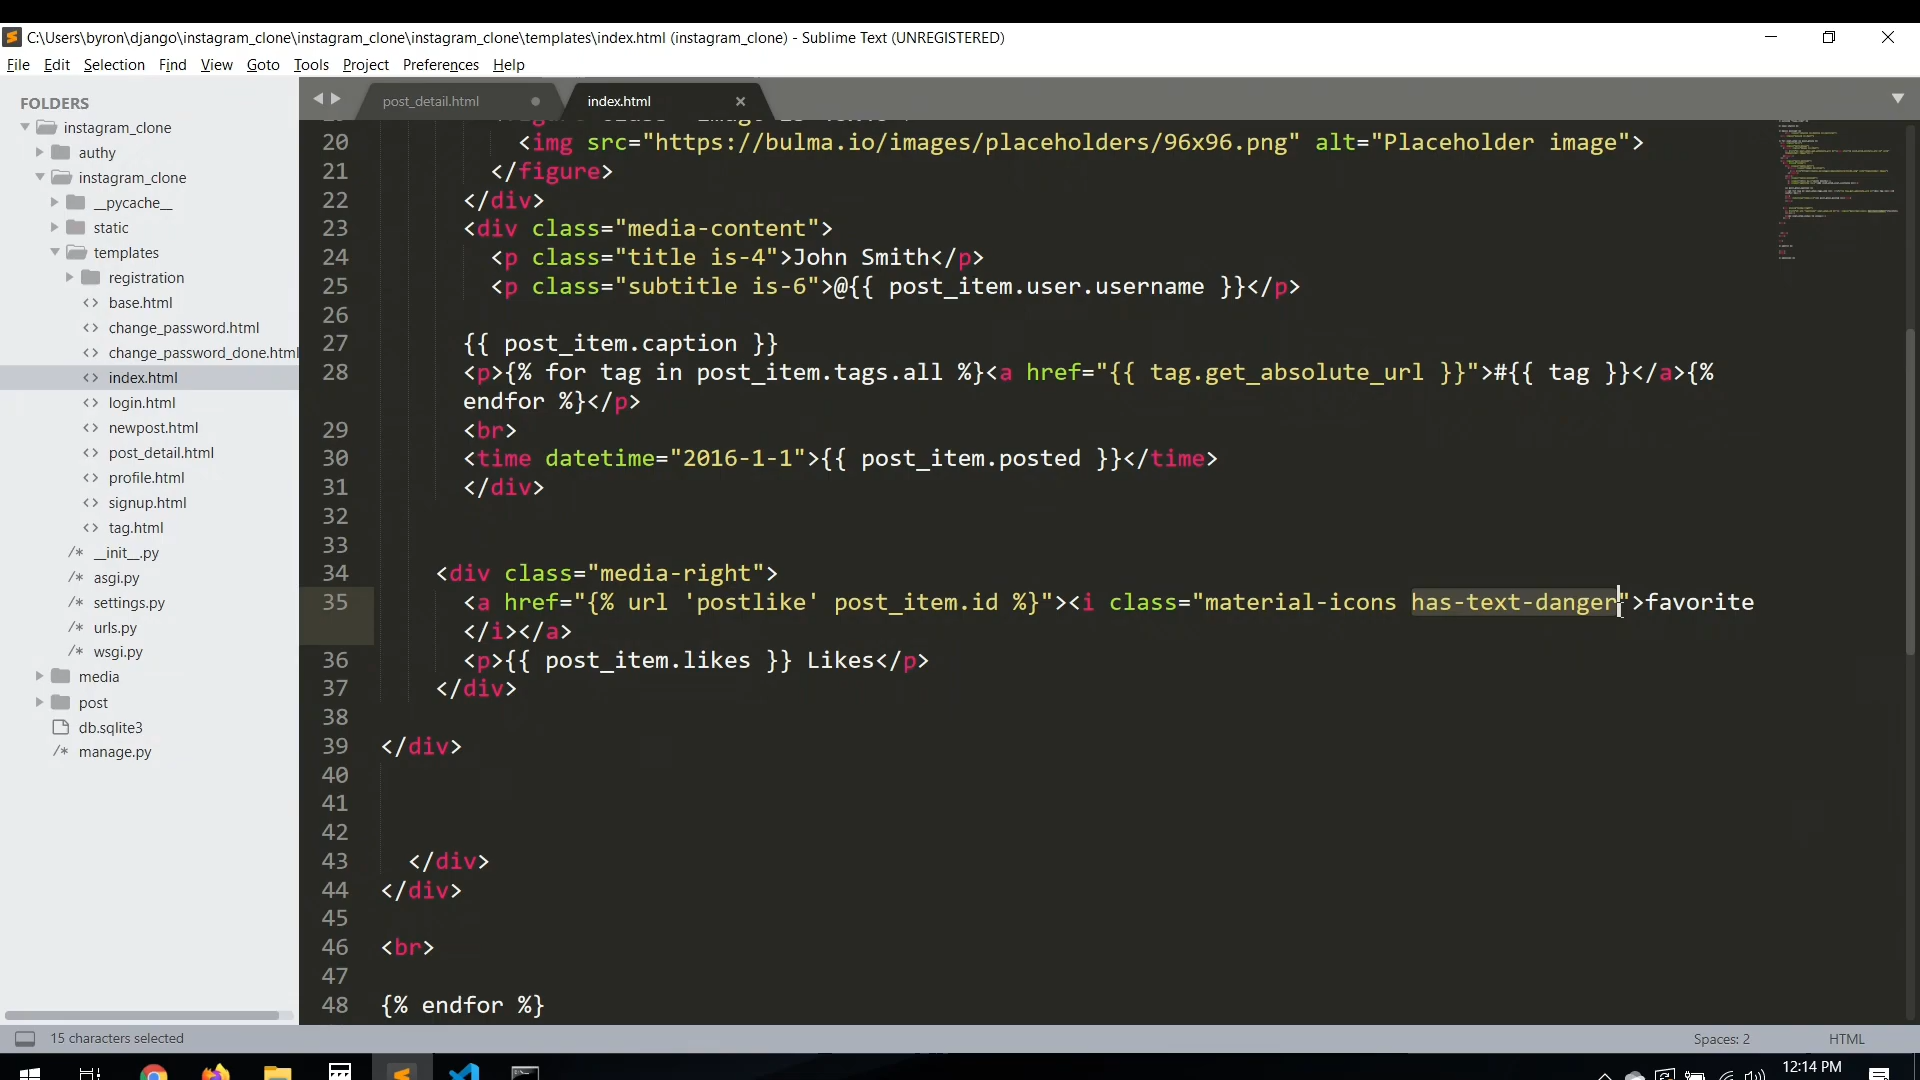 C:\Users\byron\django\instagram_clone\instagram_clone\instagram_clone\templates\index.html (instagram_clone) - Sublime Text (UNREGISTERED)
File Edit Selection Find View Goto Tools Project Preferences Help
FOLDERS
instagram_clone
authy
instagram_clone
__pycache__
static
templates
registration
<> base.html
<> change_password.html
<> change_password_done.html
<> index.html
<> login.html
<> newpost.html
<> post_detail.html
<> profile.html
<> signup.html
<> tag.html
/* __init__.py
/* asgi.py
/* settings.py
/* urls.py
/* wsgi.py
media
post
db.sqlite3
/* manage.py
post_detail.html
index.html
20 <img src="https://bulma.io/images/placeholders/96x96.png" alt="Placeholder image">
21 </figure>
22 </div>
23 <div class="media-content">
24 <p class="title is-4">John Smith</p>
25 <p class="subtitle is-6">@{{ post_item.user.username }}</p>
26
27 {{ post_item.caption }}
28 <p>{% for tag in post_item.tags.all %}<a href="{{ tag.get_absolute_url }}">#{{ tag }}</a>{%
endfor %}</p>
29 <br>
30 <time datetime="2016-1-1">{{ post_item.posted }}</time>
31 </div>
32
33
34 <div class="media-right">
35 <a href="{% url 'postlike' post_item.id %}"><i class="material-icons has-text-danger">favorite
</i></a>
36 <p>{{ post_item.likes }} Likes</p>
37 </div>
38
39 </div>
40
41
42
43 </div>
44 </div>
45
46 <br>
47
48 {% endfor %}
15 characters selected
Spaces: 2
HTML
12:14 PM